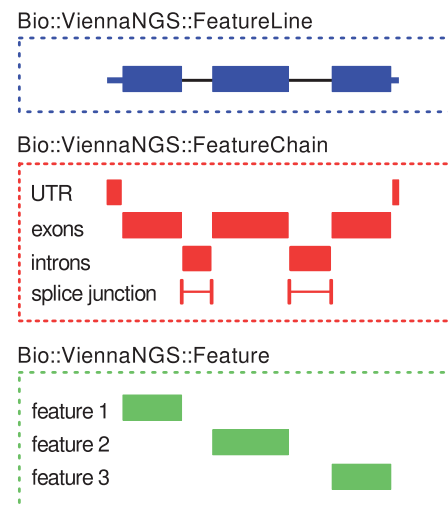 Bio::ViennaNGS::FeatureLine
Bio::ViennaNGS::FeatureChain
UTR
exons
introns
splice junction
Bio::ViennaNGS::Feature
feature 1
feature 2
feature 3